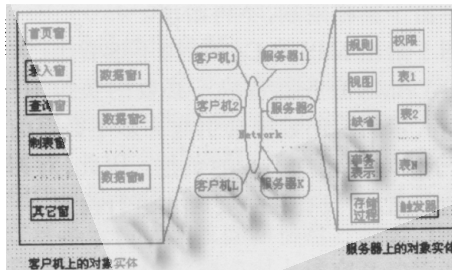 首页窗
录入窗
查询窗
制表窗
……
其它窗
数据窗1
数据窗2
……
数据窗M
客户机上的对象实体
客户机1
客户机2
……
客户机L
Network
服务器1
服务器2
……
服务器K
规则
权限
视图
表1
缺省
表2
……
事务
表示
表N
存储
过程
触发器
服务器上的对象实体